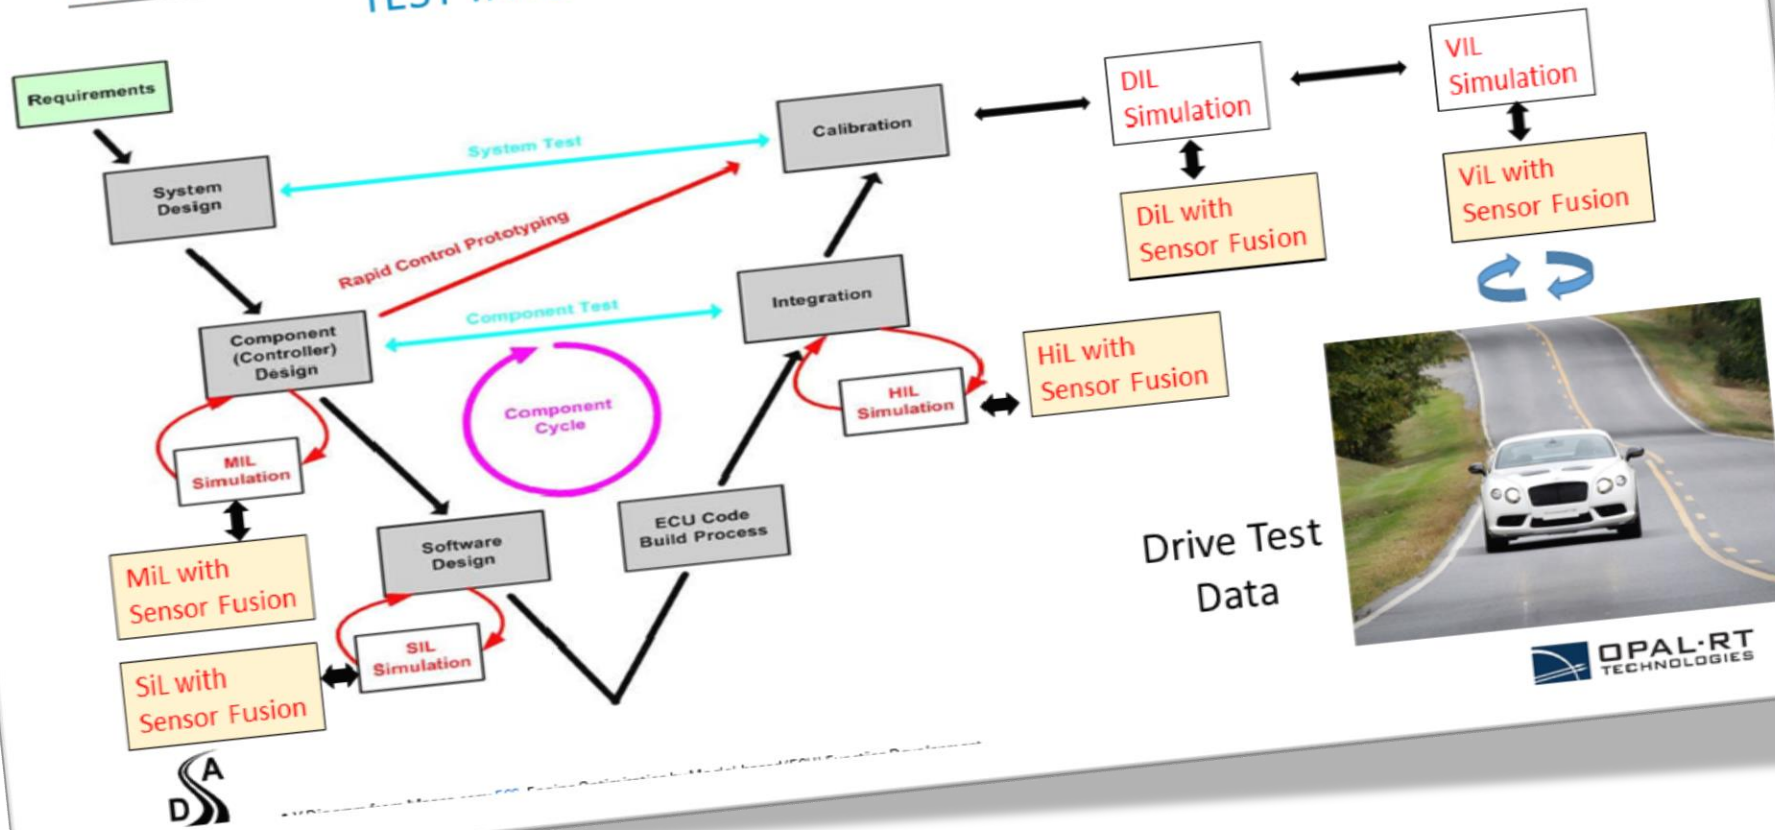 TEST
Requirements
System
Design
System Test
Rapid Control Prototyping
Calibration
DIL
Simulation
VIL
Simulation
DiL with
Sensor Fusion
ViL with
Sensor Fusion
Component
(Controller)
Design
Component Test
Integration
Component
Cycle
HIL
Simulation
HiL with
Sensor Fusion
MIL
Simulation
MiL with
Sensor Fusion
Software
Design
ECU Code
Build Process
SIL
Simulation
SiL with
Sensor Fusion
Drive Test
Data
OPAL-RT
TECHNOLOGIES
A
D